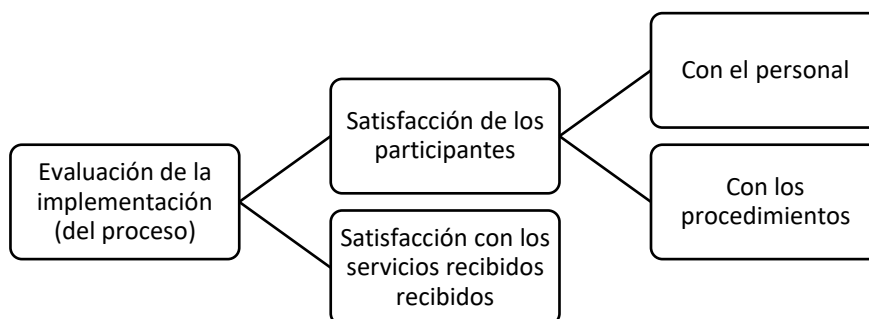 Evaluación de la
implementación
(del proceso)
Satisfacción de los
participantes
Con el personal
Con los
procedimientos
Satisfacción con los
servicios recibidos
recibidos